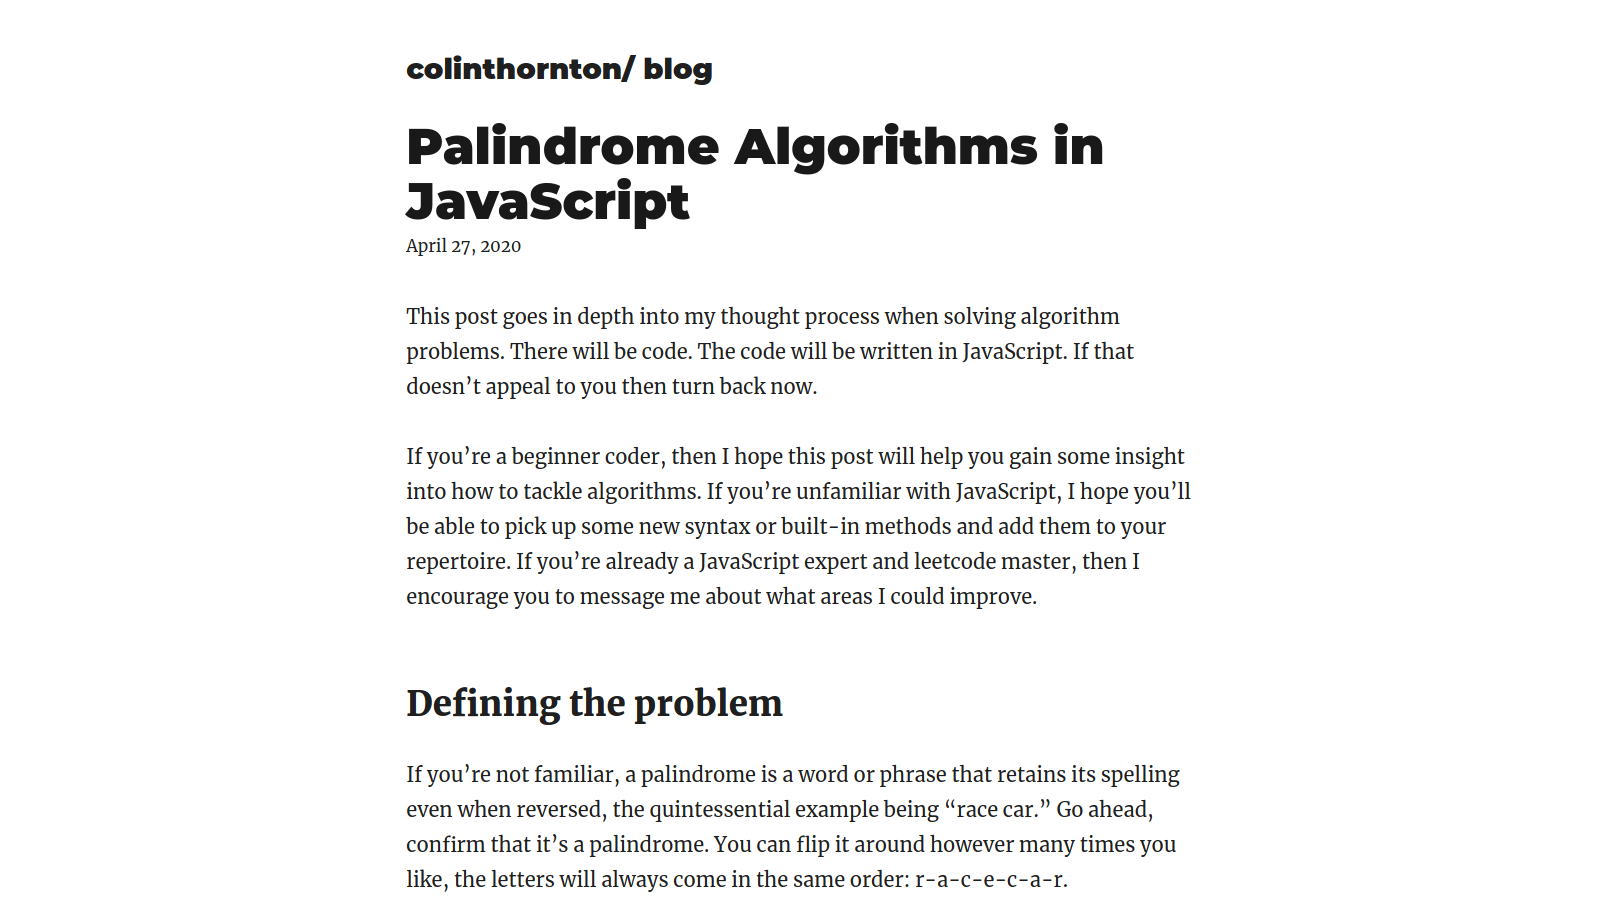 colinthornton/ blog
Palindrome Algorithms in
JavaScript
April 27, 2020
This post goes in depth into my thought process when solving algorithm
problems. There will be code. The code will be written in JavaScript. If that
doesn’t appeal to you then turn back now.
If you’re a beginner coder, then I hope this post will help you gain some insight
into how to tackle algorithms. If you’re unfamiliar with JavaScript, I hope you’ll
be able to pick up some new syntax or built-in methods and add them to your
repertoire. If you’re already a JavaScript expert and leetcode master, then I
encourage you to message me about what areas I could improve.
Defining the problem
If you’re not familiar, a palindrome is a word or phrase that retains its spelling
even when reversed, the quintessential example being “race car.” Go ahead,
confirm that it’s a palindrome. You can flip it around however many times you
like, the letters will always come in the same order: r-a-c-e-c-a-r.